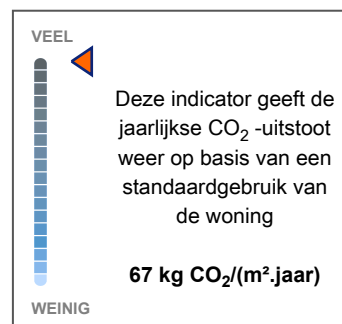 VEEL
Deze indicator geeft de
jaarlijkse CO₂ -uitstoot
weer op basis van een
standaardgebruik van
de woning
67 kg CO₂/(m².jaar)
WEINIG